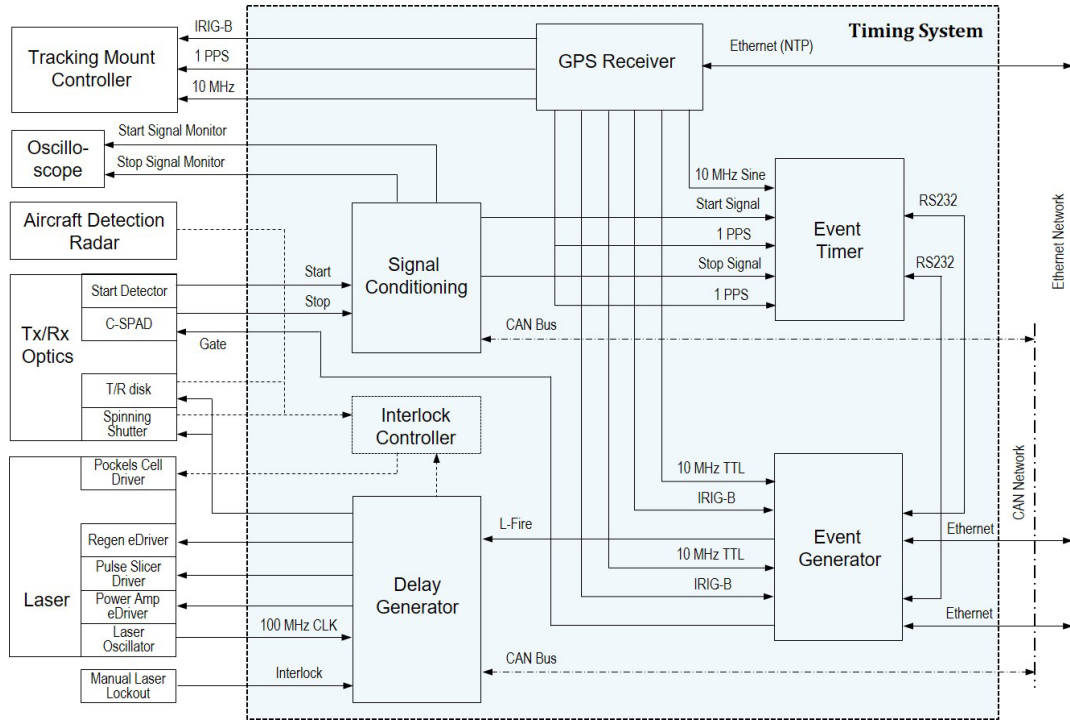 Timing System
IRIG-B
1 PPS
10 MHz
Tracking Mount
Controller
GPS Receiver
Ethernet (NTP)
Start Signal Monitor
Stop Signal Monitor
Oscillo-
scope
Aircraft Detection
Radar
10 MHz Sine
Start Signal
1 PPS
Stop Signal
1 PPS
Event
Timer
RS232
RS232
Ethernet Network
Signal
Conditioning
Start
Stop
Gate
CAN Bus
Tx/Rx
Optics
Start Detector
C-SPAD
T/R disk
Spinning
Shutter
Interlock
Controller
Laser
Pockels Cell
Driver
Regen eDriver
Pulse Slicer
Driver
Power Amp
eDriver
Laser
Oscillator
Manual Laser
Lockout
100 MHz CLK
Interlock
Delay
Generator
L-Fire
10 MHz TTL
IRIG-B
10 MHz TTL
IRIG-B
Event
Generator
Ethernet
Ethernet
CAN Bus
CAN Network